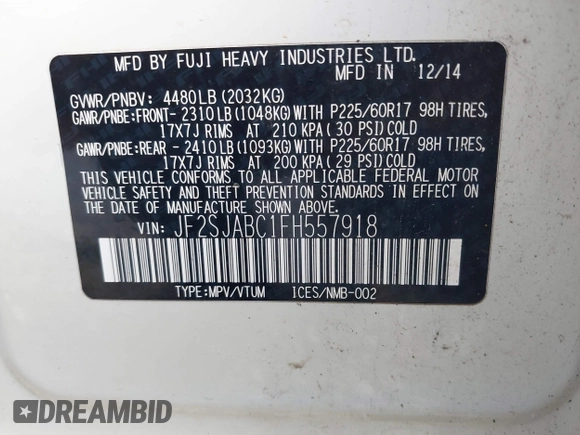 MFD BY FUJI HEAVY INDUSTRIES LTD.
MFD IN 12/14
GVWR/PNBV: 4480LB (2032KG)
GAWR/PNBE:FRONT- 2310LB(1048KG)WITH P225/60R17 98H TIRES,
17X7J RIMS AT 210 KPA( 30 PSI)COLD
GAWR/PNBE:REAR - 2410LB(1093KG)WITH P225/60R17 98H TIRES,
17X7J RIMS AT 200 KPA( 29 PSI)COLD
THIS VEHICLE CONFORMS TO ALL APPLICABLE FEDERAL MOTOR
VEHICLE SAFETY AND THEFT PREVENTION STANDARDS IN EFFECT
ON THE DATE OF MANUFACTURE SHOWN ABOVE.
VIN: JF2SJABC1FH557918
TYPE:MPV/VTUM ICES/NMB-002
DREAMBID